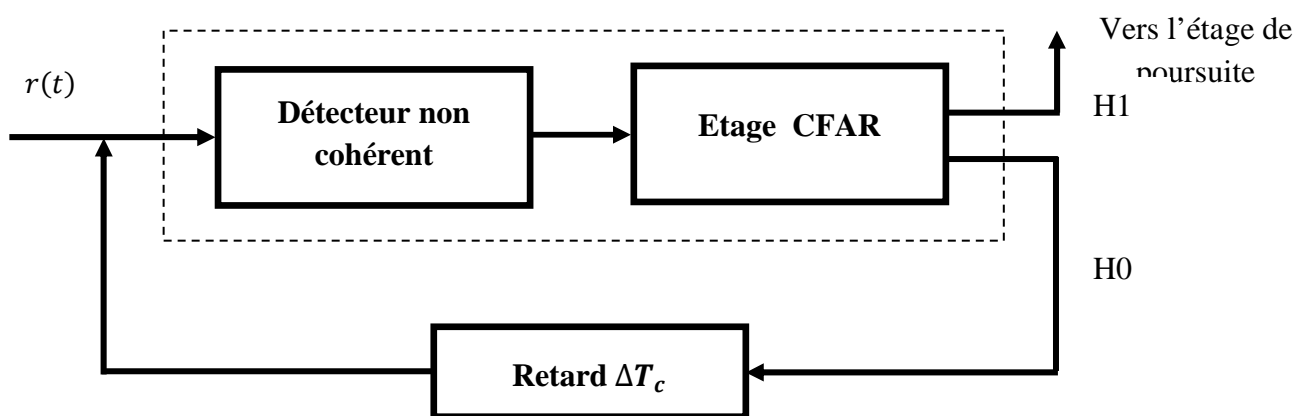 Vers l’étage de
poursuite
r(t)
Détecteur non
cohérent
Etage CFAR
H1
H0
Retard ΔT_c